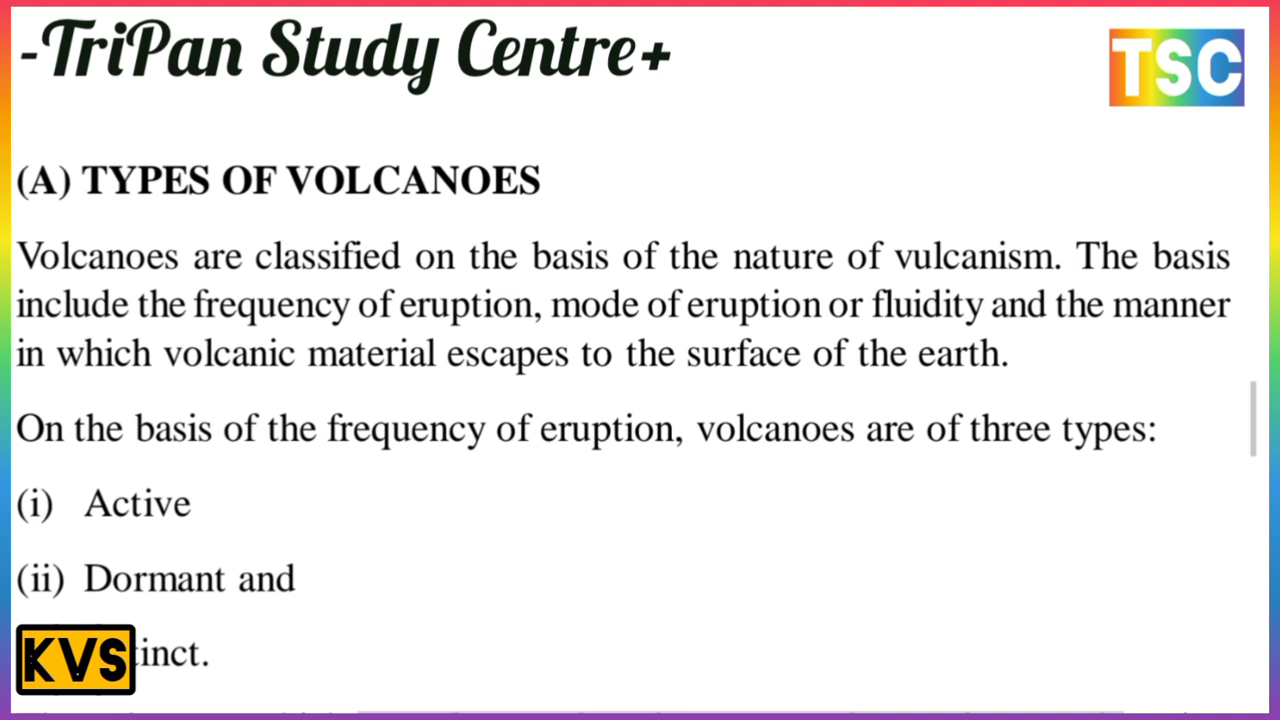 -TriPan Study Centre+
TSC
(A) TYPES OF VOLCANOES
Volcanoes are classified on the basis of the nature of vulcanism. The basis
include the frequency of eruption, mode of eruption or fluidity and the manner
in which volcanic material escapes to the surface of the earth.
On the basis of the frequency of eruption, volcanoes are of three types:
(i) Active
(ii) Dormant and
KVS tinct.